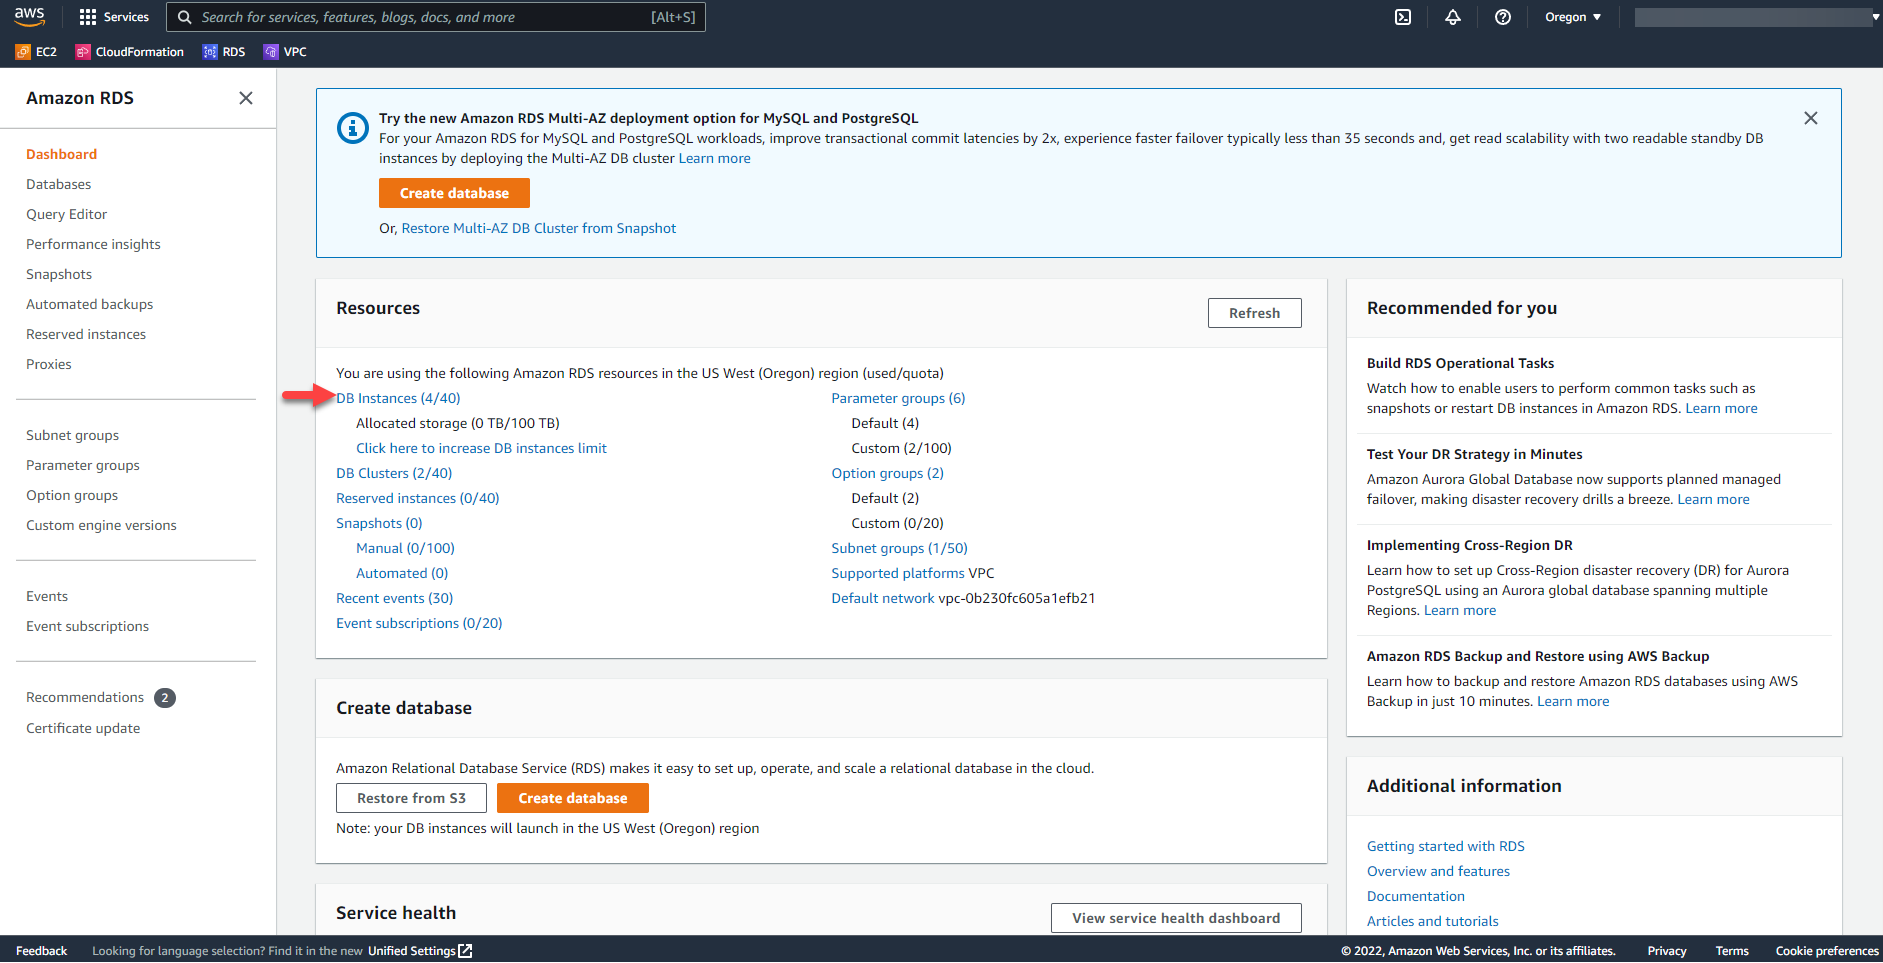 aws
Services
Search for services, features, blogs, docs, and more
[Alt+S]
Oregon
EC2
CloudFormation
RDS
VPC
Amazon RDS
Dashboard
Databases
Query Editor
Performance insights
Snapshots
Automated backups
Reserved instances
Proxies
Subnet groups
Parameter groups
Option groups
Custom engine versions
Events
Event subscriptions
Recommendations 2
Certificate update
Try the new Amazon RDS Multi-AZ deployment option for MySQL and PostgreSQL
For your Amazon RDS for MySQL and PostgreSQL workloads, improve transactional commit latencies by 2x, experience faster failover typically less than 35 seconds and, get read scalability with two readable standby DB
instances by deploying the Multi-AZ DB cluster Learn more
Create database
Or, Restore Multi-AZ DB Cluster from Snapshot
Resources
Refresh
You are using the following Amazon RDS resources in the US West (Oregon) region (used/quota)
DB Instances (4/40)
Allocated storage (0 TB/100 TB)
Click here to increase DB instances limit
DB Clusters (2/40)
Reserved instances (0/40)
Snapshots (0)
Manual (0/100)
Automated (0)
Recent events (30)
Event subscriptions (0/20)
Parameter groups (6)
Default (4)
Custom (2/100)
Option groups (2)
Default (2)
Custom (0/20)
Subnet groups (1/50)
Supported platforms VPC
Default network vpc-0b230fc605a1efb21
Create database
Amazon Relational Database Service (RDS) makes it easy to set up, operate, and scale a relational database in the cloud.
Restore from S3
Create database
Note: your DB instances will launch in the US West (Oregon) region
Service health
View service health dashboard
Recommended for you
Build RDS Operational Tasks
Watch how to enable users to perform common tasks such as
snapshots or restart DB instances in Amazon RDS. Learn more
Test Your DR Strategy in Minutes
Amazon Aurora Global Database now supports planned managed
failover, making disaster recovery drills a breeze. Learn more
Implementing Cross-Region DR
Learn how to set up Cross-Region disaster recovery (DR) for Aurora
PostgreSQL using an Aurora global database spanning multiple
Regions. Learn more
Amazon RDS Backup and Restore using AWS Backup
Learn how to backup and restore Amazon RDS databases using AWS
Backup in just 10 minutes. Learn more
Additional information
Getting started with RDS
Overview and features
Documentation
Articles and tutorials
Feedback
Looking for language selection? Find it in the new Unified Settings
© 2022, Amazon Web Services, Inc. or its affiliates.
Privacy
Terms
Cookie preferences